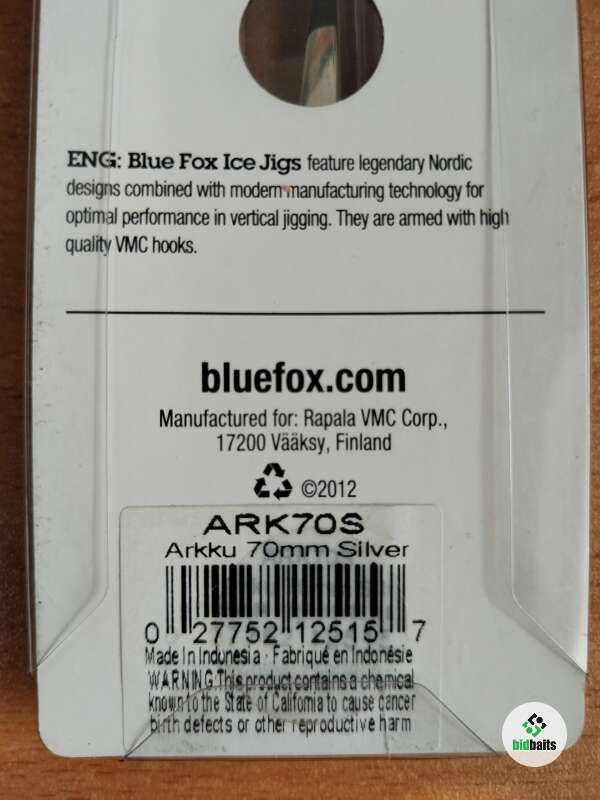 ENG: Blue Fox Ice Jigs feature legendary Nordic
designs combined with modern manufacturing technology for
optimal performance in vertical jigging. They are armed with high
quality VMC hooks.
bluefox.com
Manufactured for: Rapala VMC Corp.,
17200 Vääksy, Finland
©2012
ARK70S
Arkku 70mm Silver
0 27752 12515 7
Made In Indonesia · Fabriqué en Indonésie
WARNING:This product contains a chemical
known to the State of California to cause cancer
birth defects or other reproductive harm
bidbaits